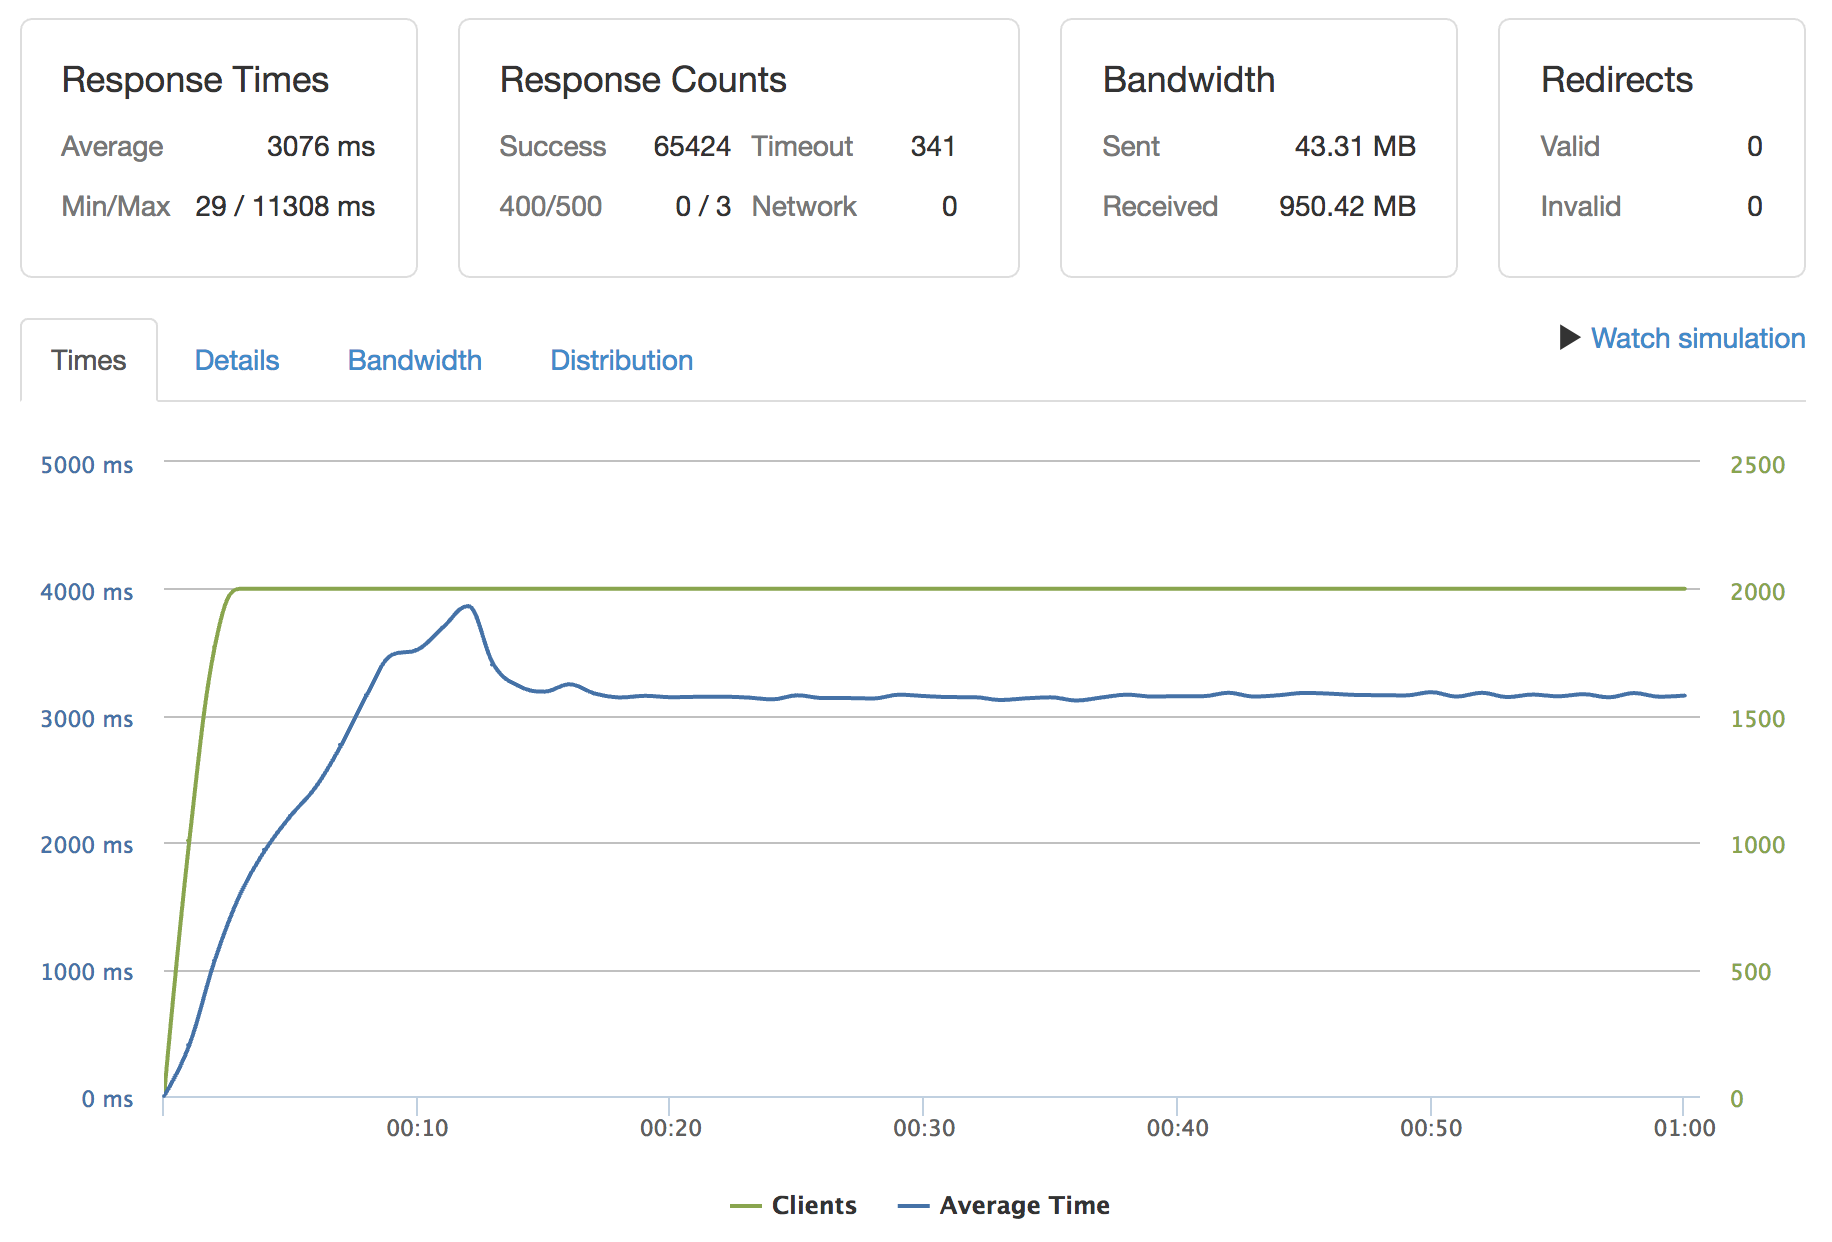 Response Times
Average 3076 ms
Min/Max 29 / 11308 ms
Response Counts
Success 65424 Timeout 341
400/500 0 / 3 Network 0
Bandwidth
Sent 43.31 MB
Received 950.42 MB
Redirects
Valid 0
Invalid 0
Times Details Bandwidth Distribution
Watch simulation
5000 ms 2500
4000 ms 2000
3000 ms 1500
2000 ms 1000
1000 ms 500
0 ms 0
00:10 00:20 00:30 00:40 00:50 01:00
Clients Average Time